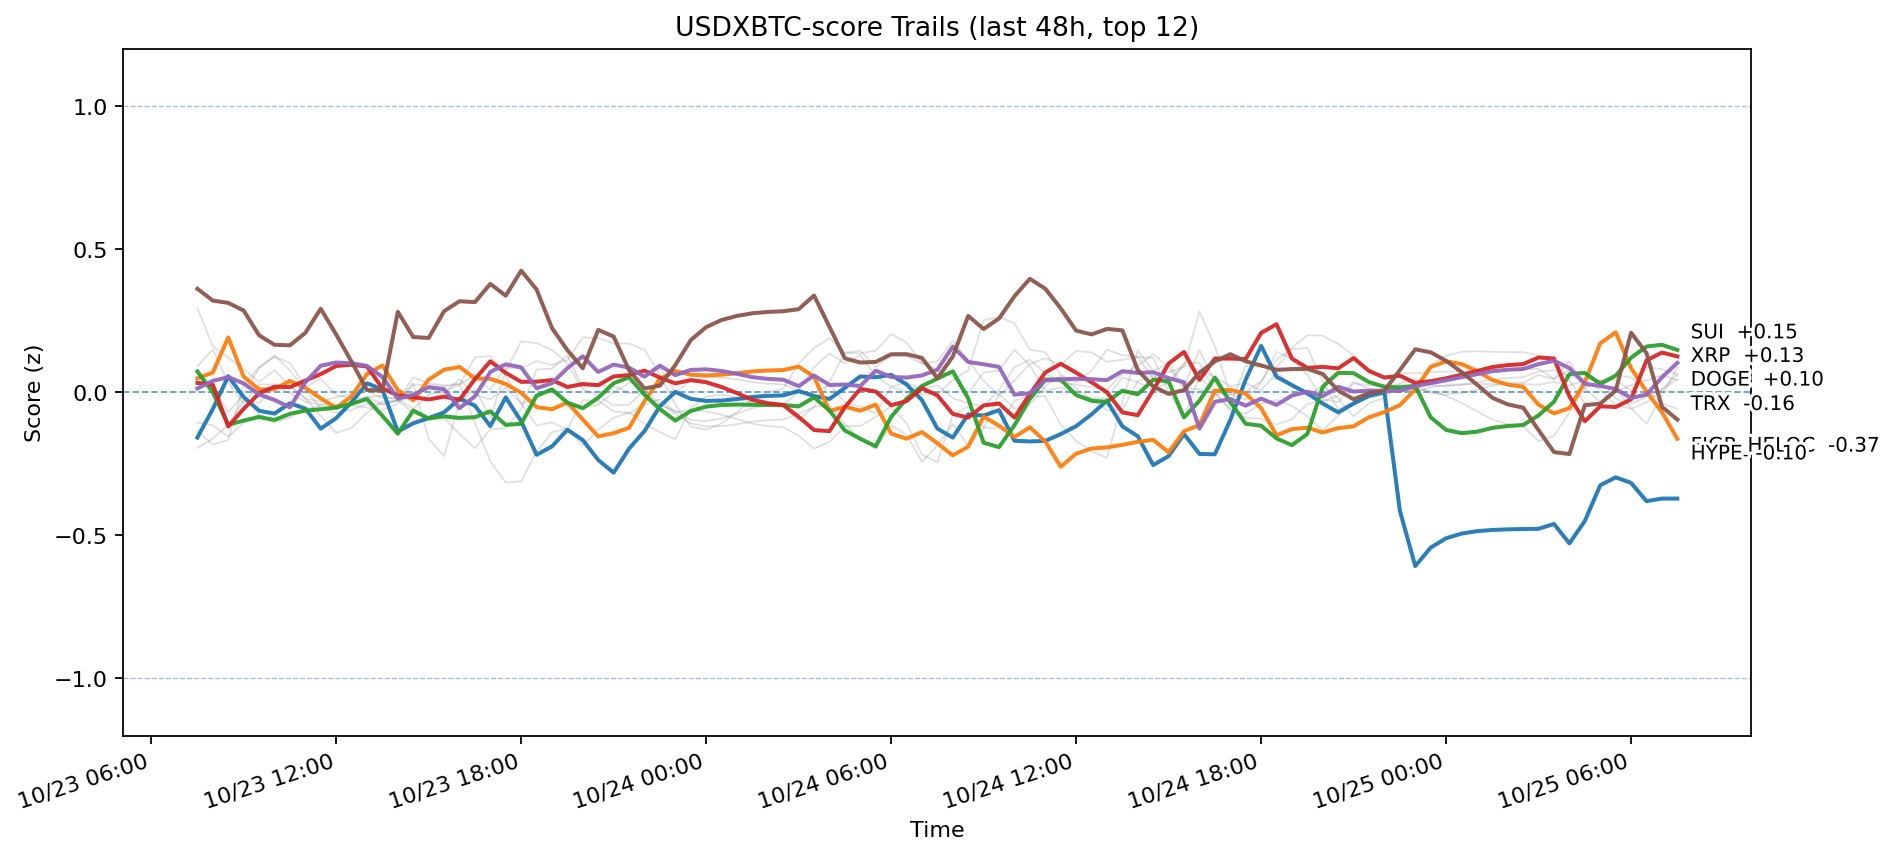 USDXBTC-score Trails (last 48h, top 12)
Score (z)
1.0
0.5
0.0
−0.5
−1.0
SUI +0.15
XRP +0.13
DOGE +0.10
TRX -0.16
-0.37
HYPE -0.10
10/23 06:00
10/23 12:00
10/23 18:00
10/24 00:00
10/24 06:00
10/24 12:00
10/24 18:00
10/25 00:00
10/25 06:00
Time